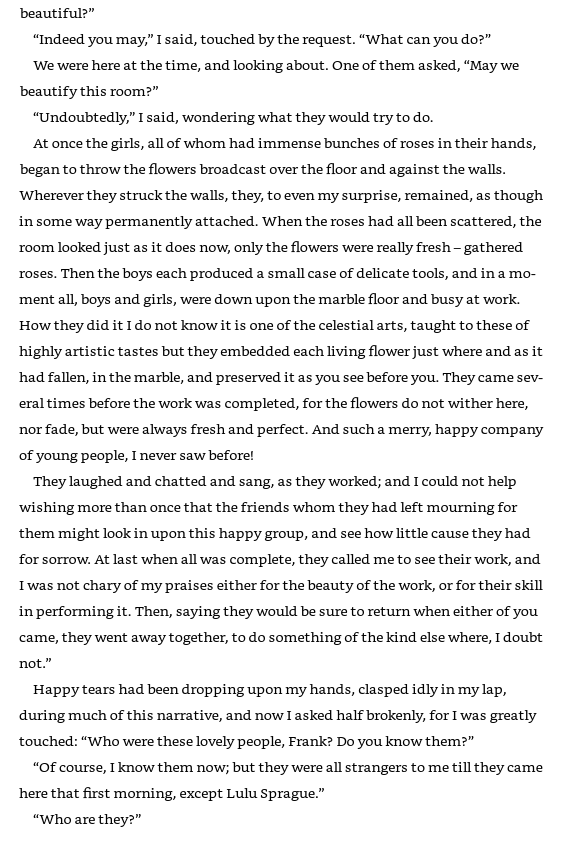 beautiful?”
“Indeed you may,” I said, touched by the request. “What can you do?”
We were here at the time, and looking about. One of them asked, “May we
beautify this room?”
“Undoubtedly,” I said, wondering what they would try to do.
At once the girls, all of whom had immense bunches of roses in their hands,
began to throw the flowers broadcast over the floor and against the walls.
Wherever they struck the walls, they, to even my surprise, remained, as though
in some way permanently attached. When the roses had all been scattered, the
room looked just as it does now, only the flowers were really fresh – gathered
roses. Then the boys each produced a small case of delicate tools, and in a mo-
ment all, boys and girls, were down upon the marble floor and busy at work.
How they did it I do not know it is one of the celestial arts, taught to these of
highly artistic tastes but they embedded each living flower just where and as it
had fallen, in the marble, and preserved it as you see before you. They came sev-
eral times before the work was completed, for the flowers do not wither here,
nor fade, but were always fresh and perfect. And such a merry, happy company
of young people, I never saw before!
They laughed and chatted and sang, as they worked; and I could not help
wishing more than once that the friends whom they had left mourning for
them might look in upon this happy group, and see how little cause they had
for sorrow. At last when all was complete, they called me to see their work, and
I was not chary of my praises either for the beauty of the work, or for their skill
in performing it. Then, saying they would be sure to return when either of you
came, they went away together, to do something of the kind else where, I doubt
not.”
Happy tears had been dropping upon my hands, clasped idly in my lap,
during much of this narrative, and now I asked half brokenly, for I was greatly
touched: “Who were these lovely people, Frank? Do you know them?”
“Of course, I know them now; but they were all strangers to me till they came
here that first morning, except Lulu Sprague.”
“Who are they?”